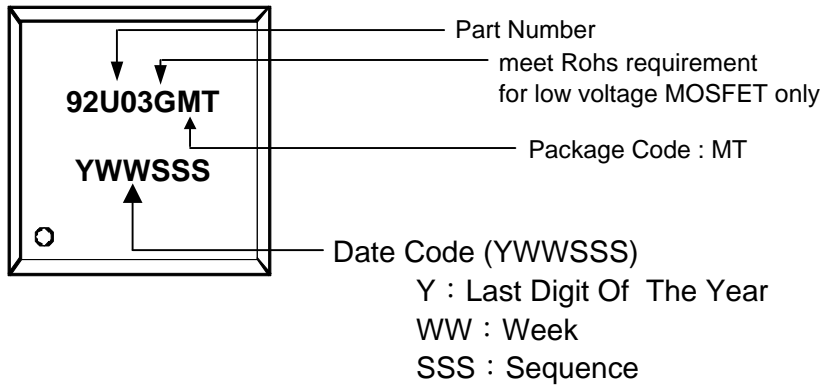 Part Number
meet Rohs requirement
for low voltage MOSFET only
92U03GMT
Package Code : MT
YWWSSS
Date Code (YWWSSS)
Y：Last Digit Of The Year
WW：Week
SSS：Sequence